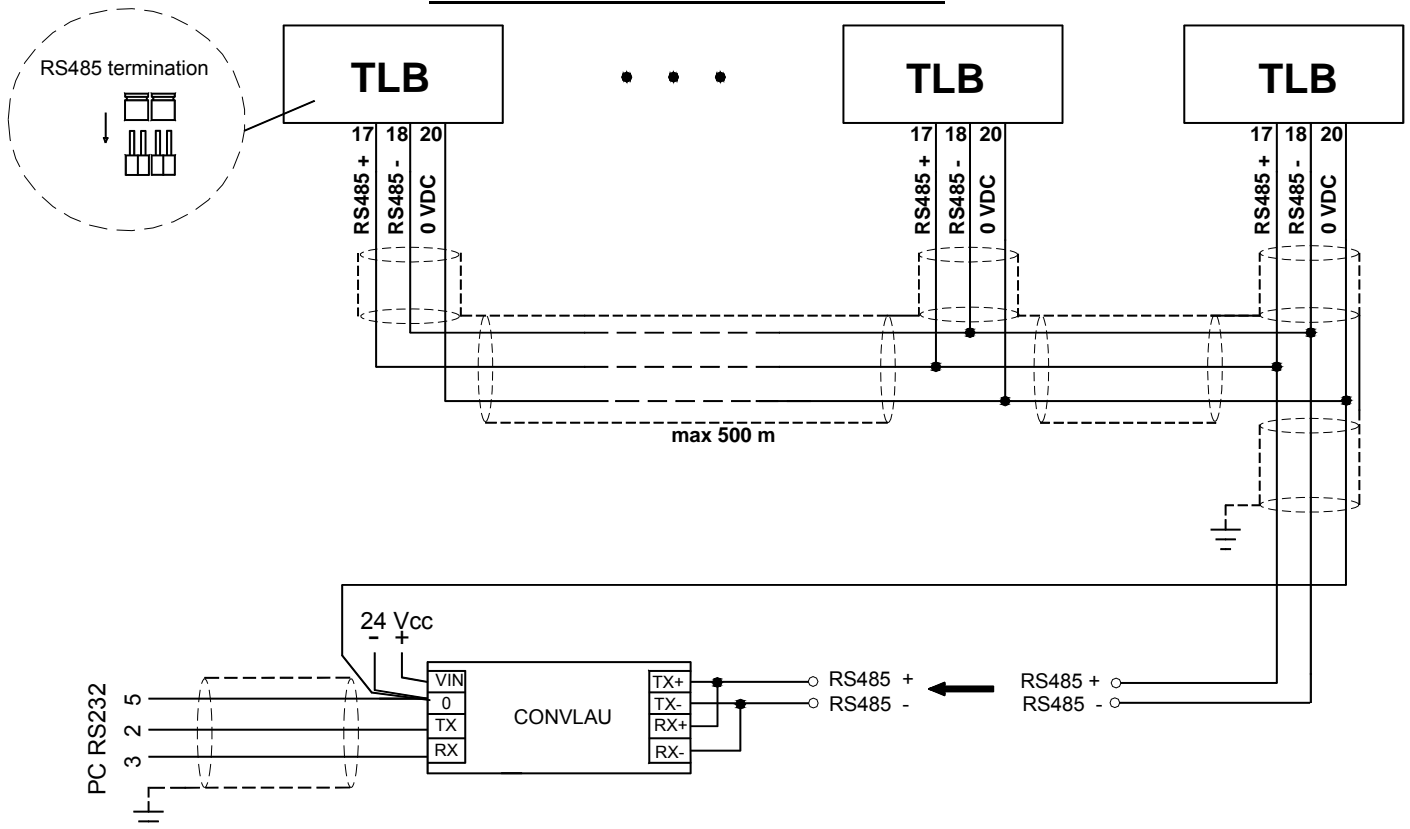 RS485 termination
TLB
TLB
TLB
17 18 20
RS485 +
RS485 -
0 VDC
17 18 20
RS485 +
RS485 -
0 VDC
17 18 20
RS485 +
RS485 -
0 VDC
max 500 m
24 Vcc
- +
PC RS232
5
2
3
VIN
0
TX
RX
CONVLAU
TX+
TX-
RX+
RX-
RS485 +
RS485 -
RS485 +
RS485 -